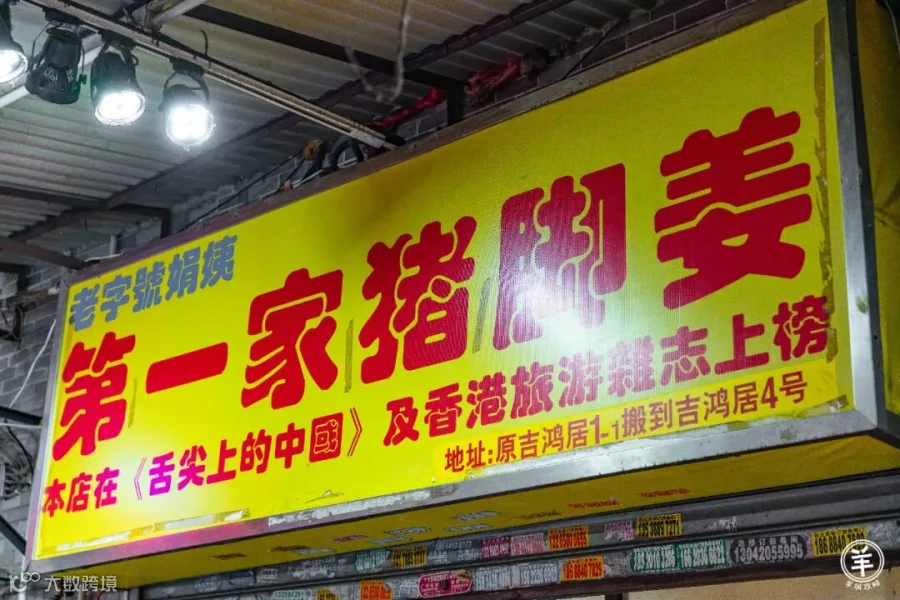 老字號娟姨
第一家猪脚姜
本店在《舌尖上的中國》及香港旅游雜志上榜
地址:原吉鸿居1-1搬到吉鸿居4号
13042055995
大数跨境
羊